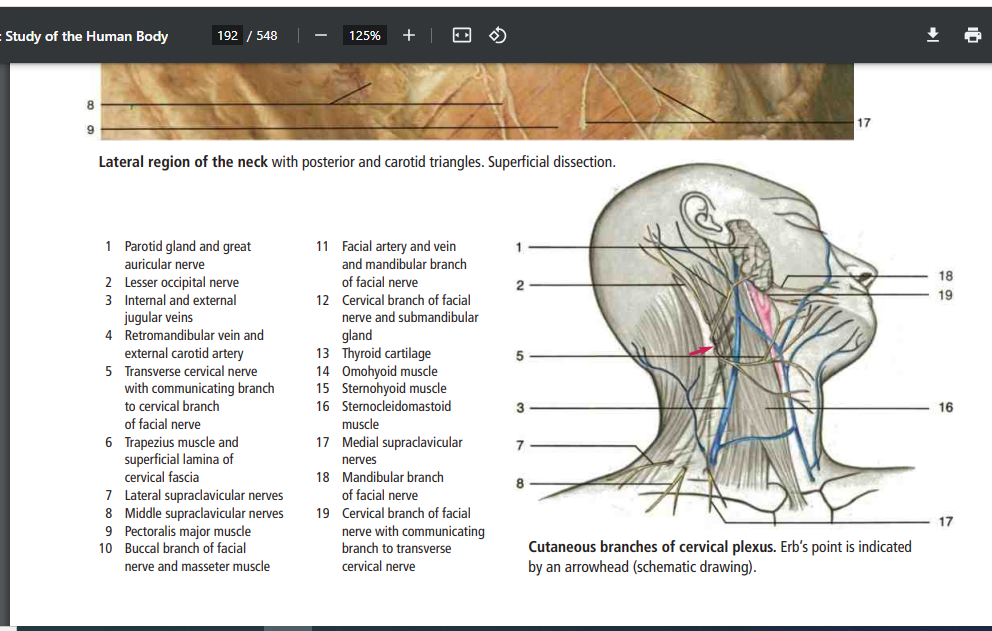 : Study of the Human Body
192 / 548
125%
8
9
17
Lateral region of the neck with posterior and carotid triangles. Superficial dissection.
1 Parotid gland and great
auricular nerve
2 Lesser occipital nerve
3 Internal and external
jugular veins
4 Retromandibular vein and
external carotid artery
5 Transverse cervical nerve
with communicating branch
to cervical branch
of facial nerve
6 Trapezius muscle and
superficial lamina of
cervical fascia
7 Lateral supraclavicular nerves
8 Middle supraclavicular nerves
9 Pectoralis major muscle
10 Buccal branch of facial
nerve and masseter muscle
11 Facial artery and vein
and mandibular branch
of facial nerve
12 Cervical branch of facial
nerve and submandibular
gland
13 Thyroid cartilage
14 Omohyoid muscle
15 Sternohyoid muscle
16 Sternocleidomastoid
muscle
17 Medial supraclavicular
nerves
18 Mandibular branch
of facial nerve
19 Cervical branch of facial
nerve with communicating
branch to transverse
cervical nerve
1
2
5
3
7
8
18
19
16
17
Cutaneous branches of cervical plexus. Erb's point is indicated
by an arrowhead (schematic drawing).